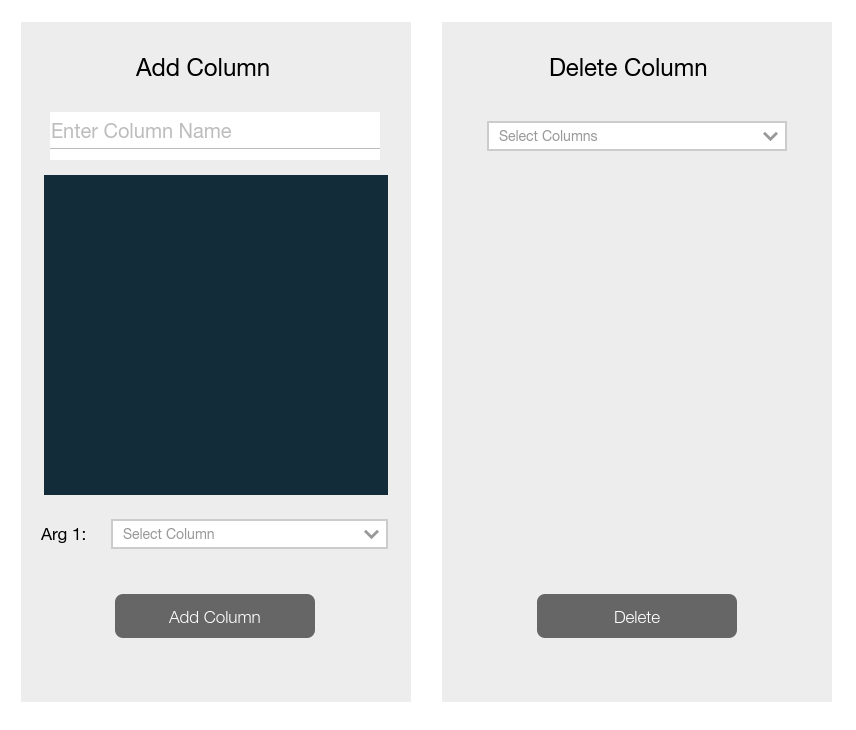 Add Column
Enter Column Name
Arg 1:
Select Column
Add Column
Delete Column
Select Columns
Delete